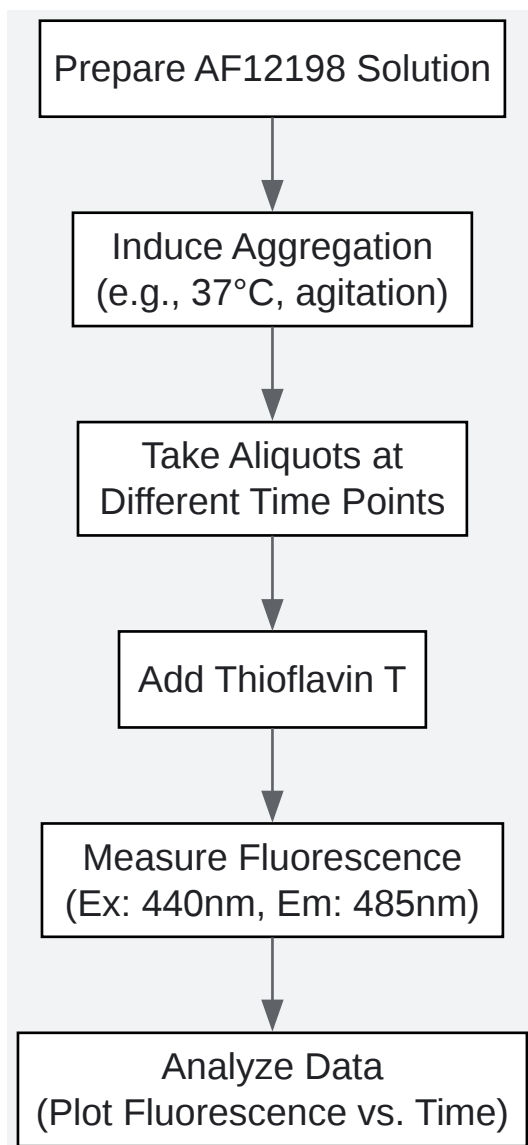 Prepare AF12198 Solution
Induce Aggregation
(e.g., 37°C, agitation)
Take Aliquots at
Different Time Points
Add Thioflavin T
Measure Fluorescence
(Ex: 440nm, Em: 485nm)
Analyze Data
(Plot Fluorescence vs. Time)